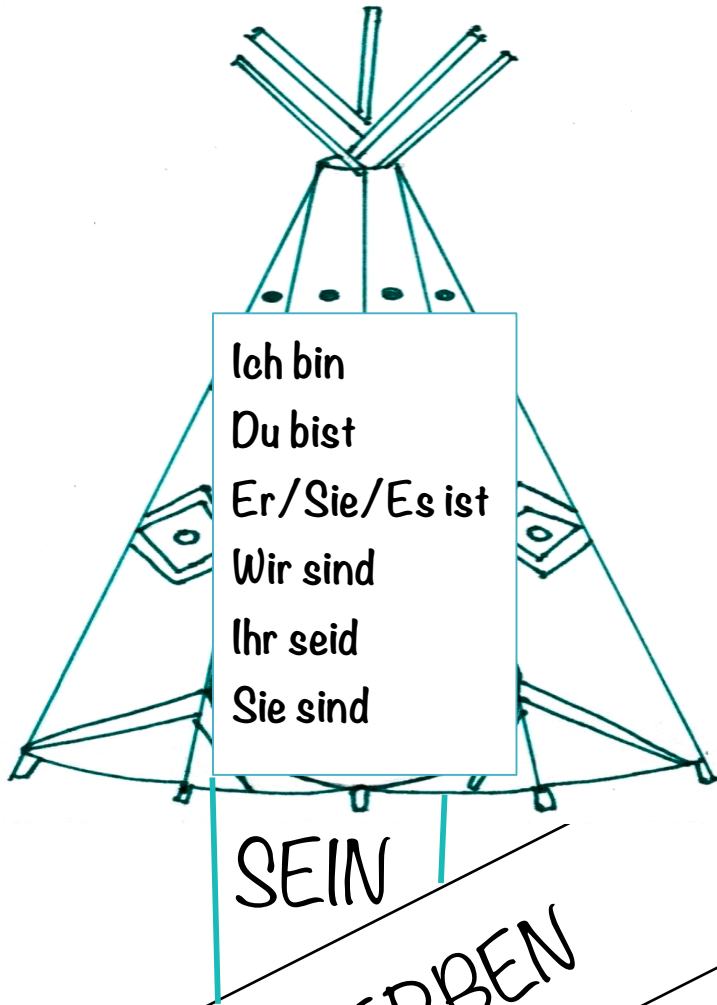 Ich bin
Du bist
Er/Sie/Es ist
Wir sind
Ihr seid
Sie sind
SEIN